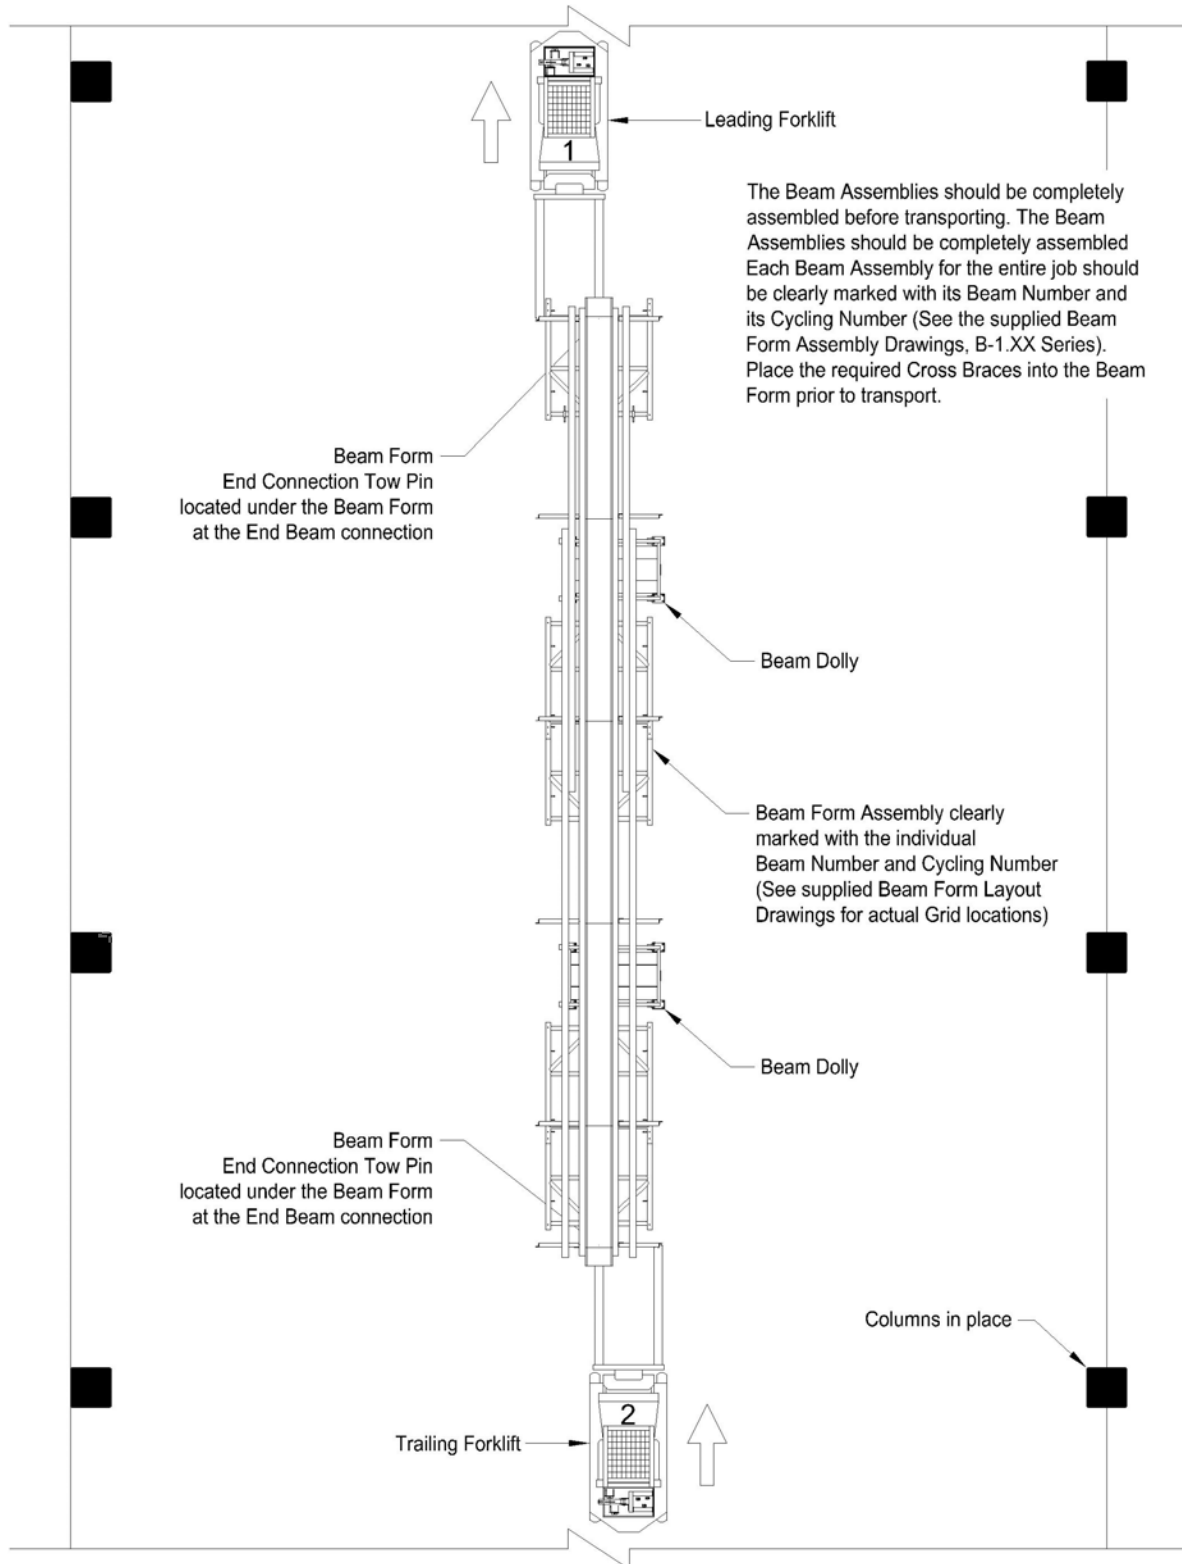 Leading Forklift
1
The Beam Assemblies should be completely
assembled before transporting. The Beam
Assemblies should be completely assembled
Each Beam Assembly for the entire job should
be clearly marked with its Beam Number and
its Cycling Number (See the supplied Beam
Form Assembly Drawings, B-1.XX Series).
Place the required Cross Braces into the Beam
Form prior to transport.
Beam Form
End Connection Tow Pin
located under the Beam Form
at the End Beam connection
Beam Dolly
Beam Form Assembly clearly
marked with the individual
Beam Number and Cycling Number
(See supplied Beam Form Layout
Drawings for actual Grid locations)
Beam Dolly
Beam Form
End Connection Tow Pin
located under the Beam Form
at the End Beam connection
Columns in place
2
Trailing Forklift